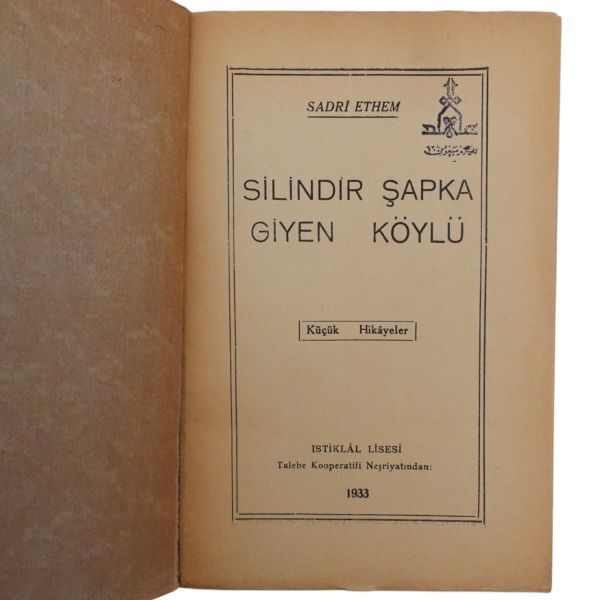 SADRİ ETHEM
SİLİNDİR ŞAPKA
GİYEN KÖYLÜ
Küçük Hikâyeler
İSTİKLÂL LİSESİ
Talebe Kooperatifi Neşriyatından:
1933